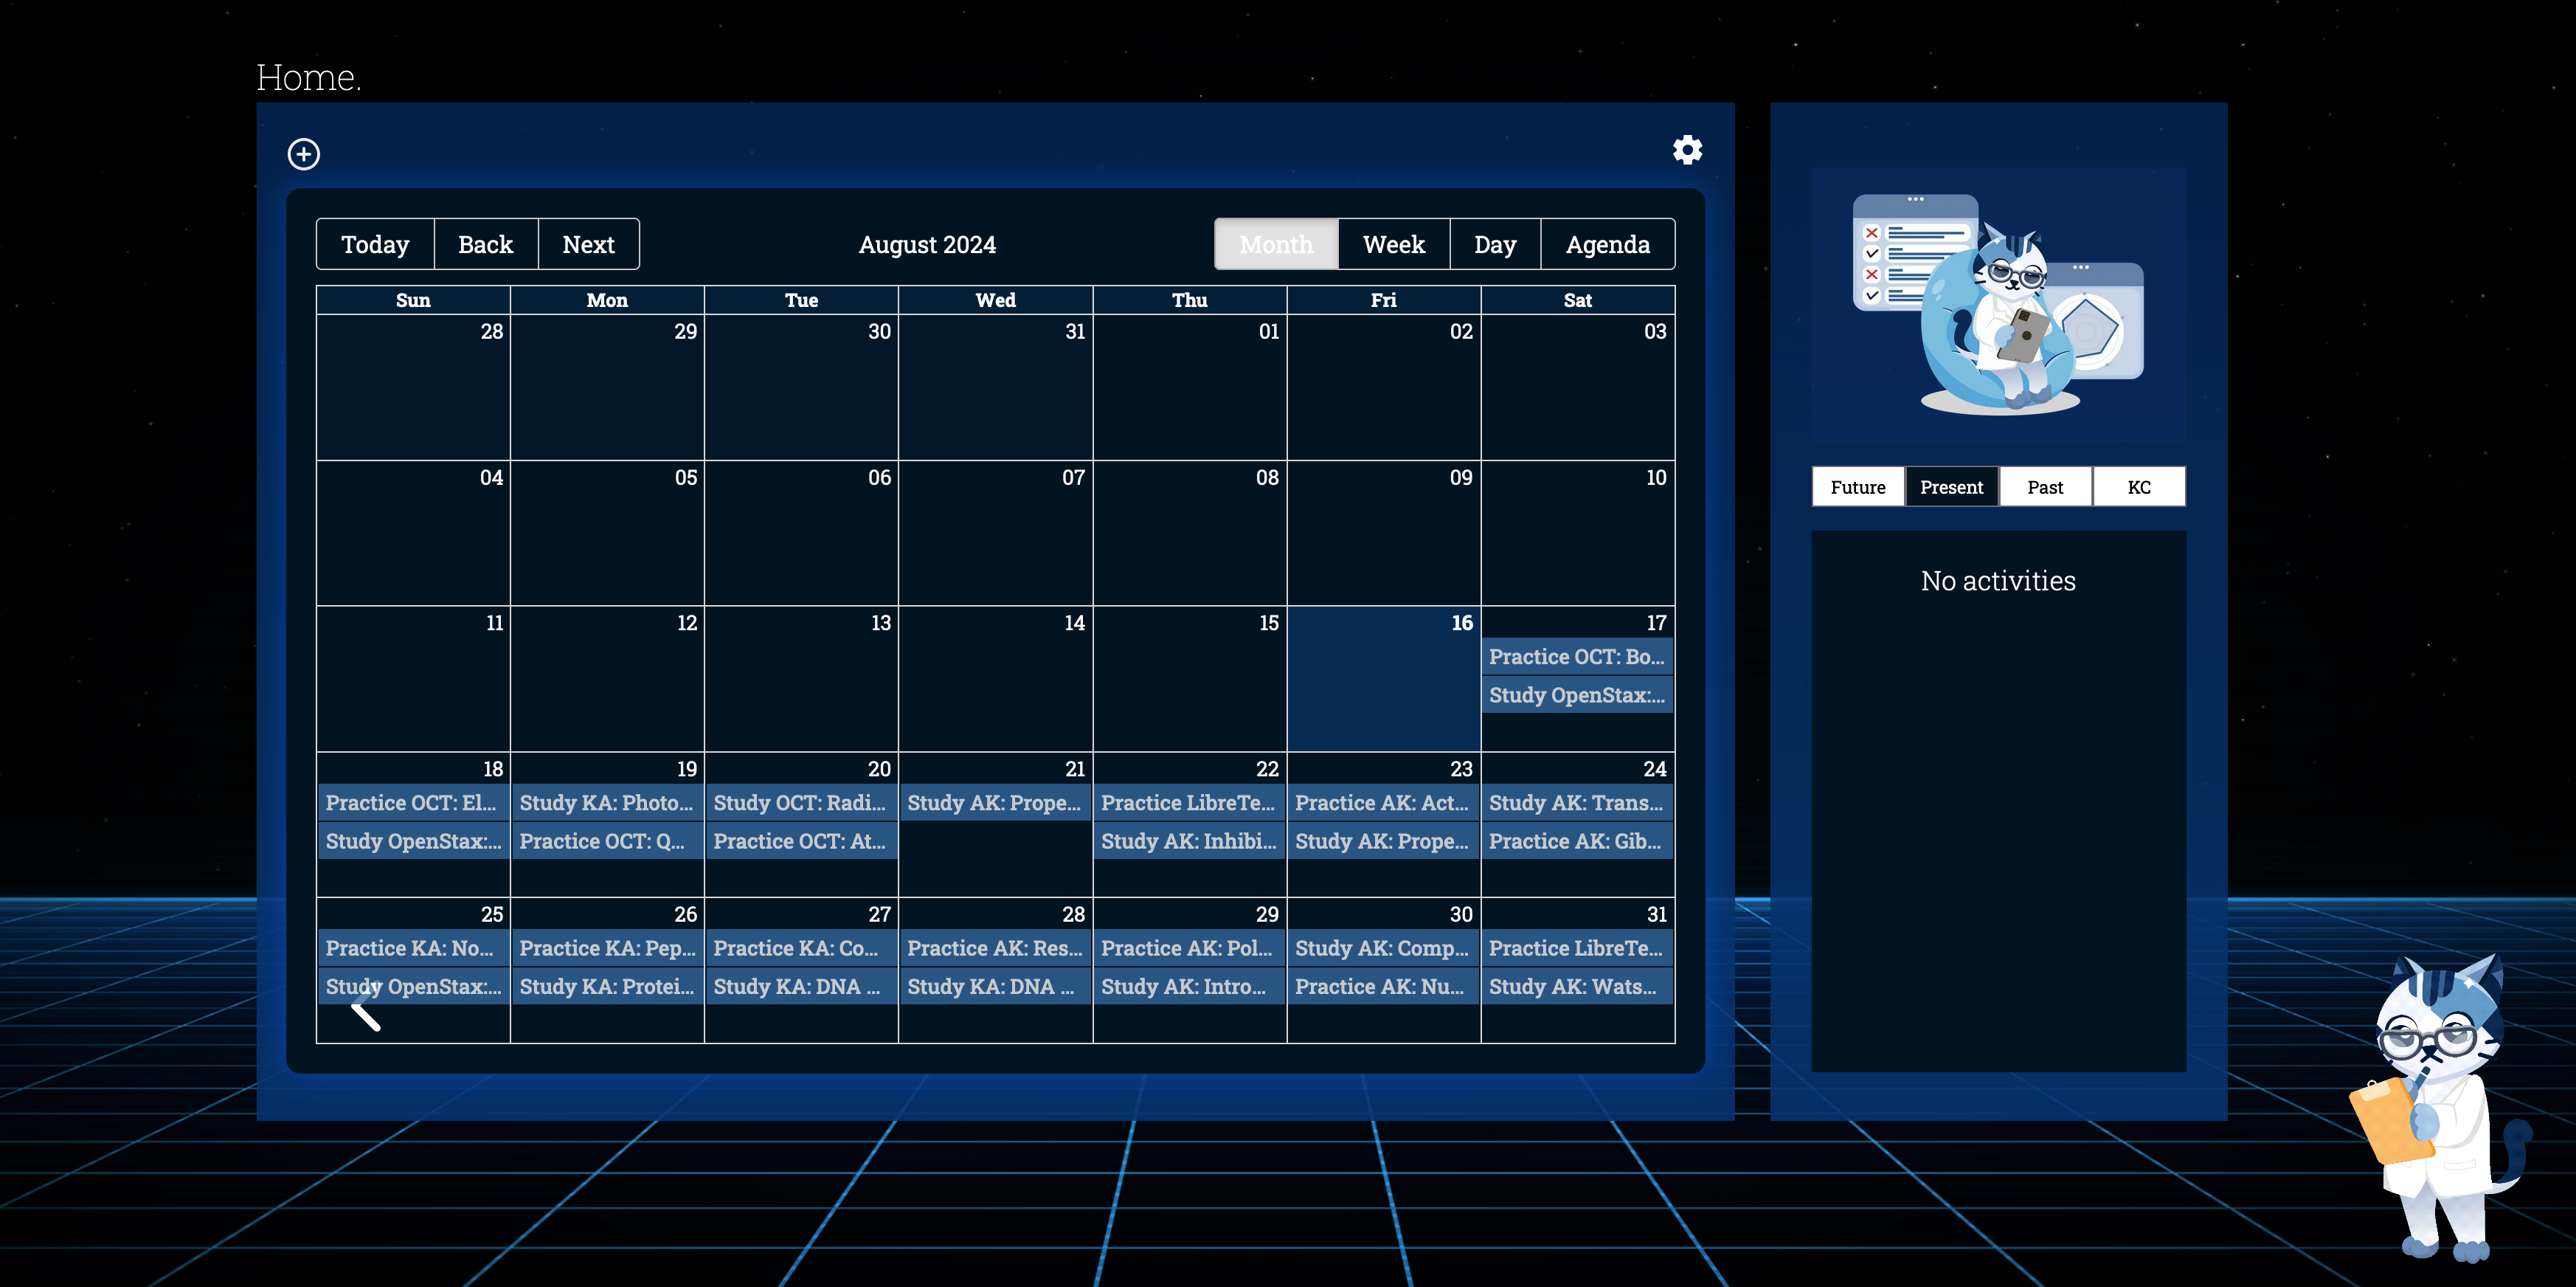 Home.
Today Back Next
August 2024
Month Week Day Agenda
Sun Mon Tue Wed Thu Fri Sat
28 29 30 31 01 02 03
04 05 06 07 08 09 10
11 12 13 14 15 16 17
Practice OCT: Bo...
Study OpenStax:...
18 19 20 21 22 23 24
Practice OCT: El... Study KA: Photo... Study OCT: Radi... Study AK: Prope... Practice LibreTe... Practice AK: Act... Study AK: Trans...
Study OpenStax:... Practice OCT: Q... Practice OCT: At... Study AK: Inhibi... Study AK: Prope... Practice AK: Gib...
25 26 27 28 29 30 31
Practice KA: No... Practice KA: Pep... Practice KA: Co... Practice AK: Res... Practice AK: Pol... Study AK: Comp... Practice LibreTe...
Study OpenStax:... Study KA: Protei... Study KA: DNA ... Study KA: DNA ... Study AK: Intro... Practice AK: Nu... Study AK: Wats...
Future Present Past KC
No activities